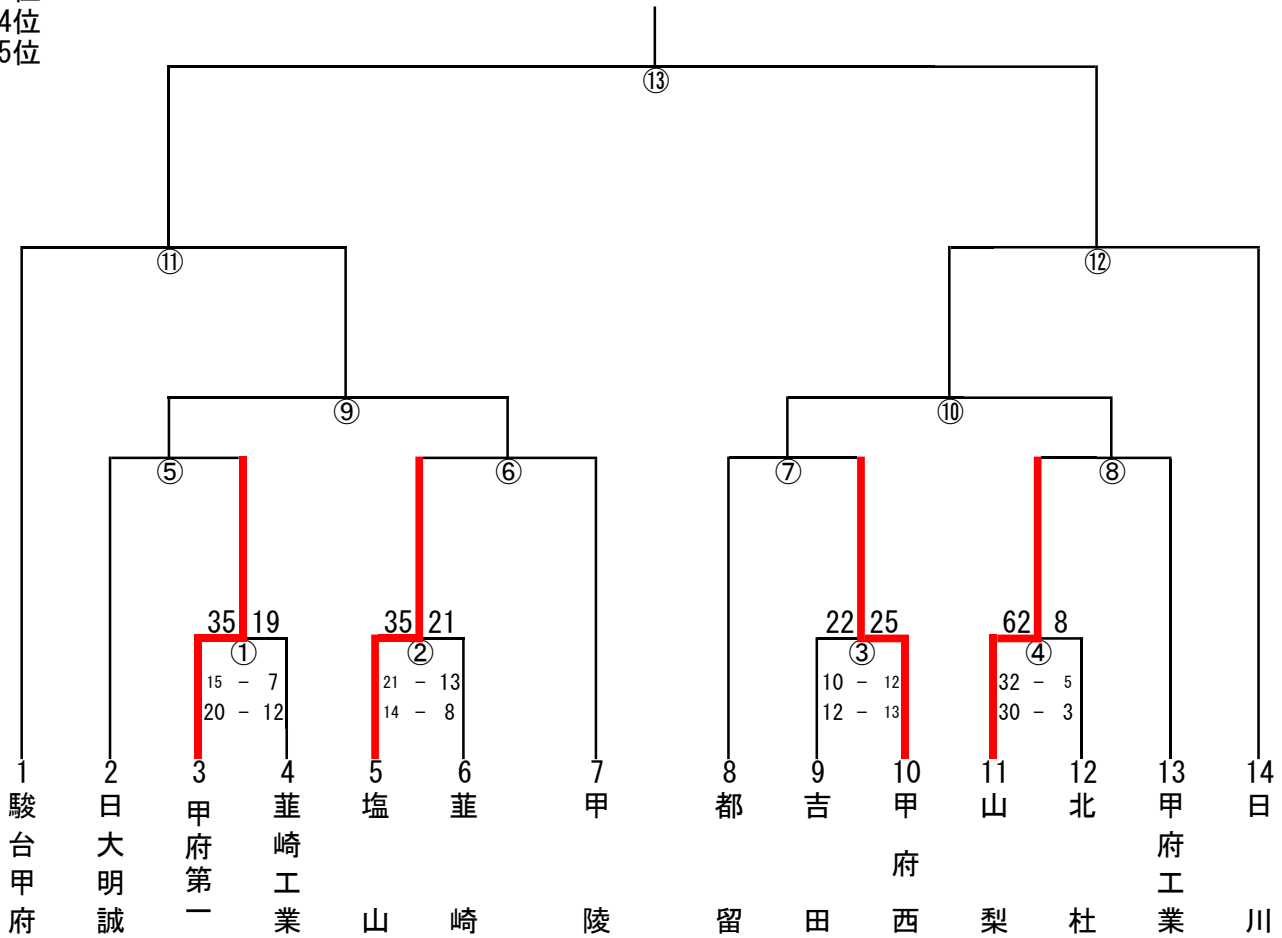 4位
5位
⑬
⑪
⑫
⑨
⑩
⑤
⑥
⑦
⑧
35 19
35 21
22 25
62 8
①
②
③
④
15 - 7
21 - 13
10 - 12
32 - 5
20 - 12
14 - 8
12 - 13
30 - 3
1
2
3
4
5
6
7
8
9
10
11
12
13
14
駿台甲府
日大明誠
甲府第一
韮崎工業
塩山
韮崎
甲陵
都留
吉田
甲府西
山梨
北杜
甲府工業
日川